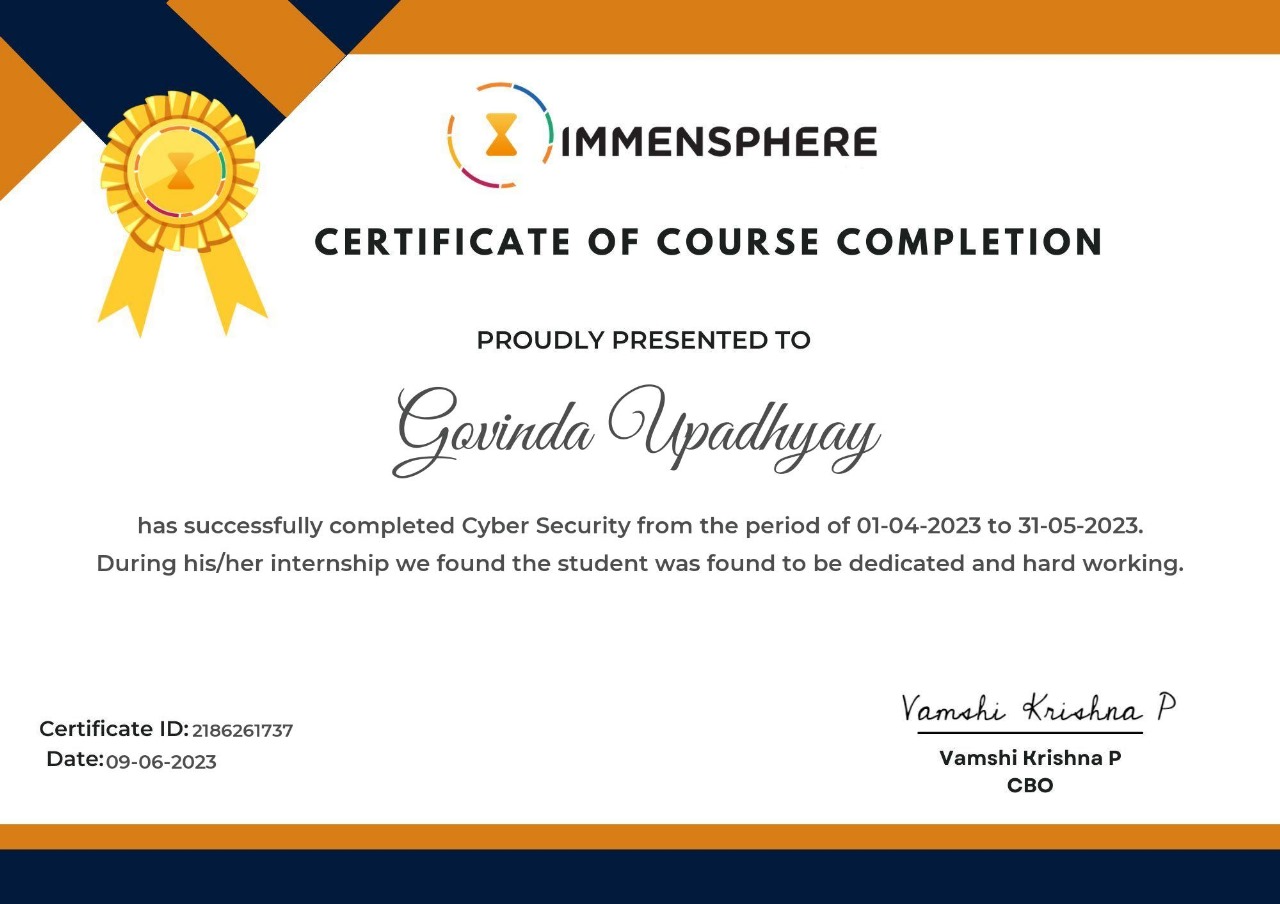 IMMENSPHERE
CERTIFICATE OF COURSE COMPLETION
PROUDLY PRESENTED TO
Govinda Upadhyay
has successfully completed Cyber Security from the period of 01-04-2023 to 31-05-2023.
During his/her internship we found the student was found to be dedicated and hard working.
Certificate ID: 2186261737
Date: 09-06-2023
Vamshi Krishna P
Vamshi Krishna P
CBO